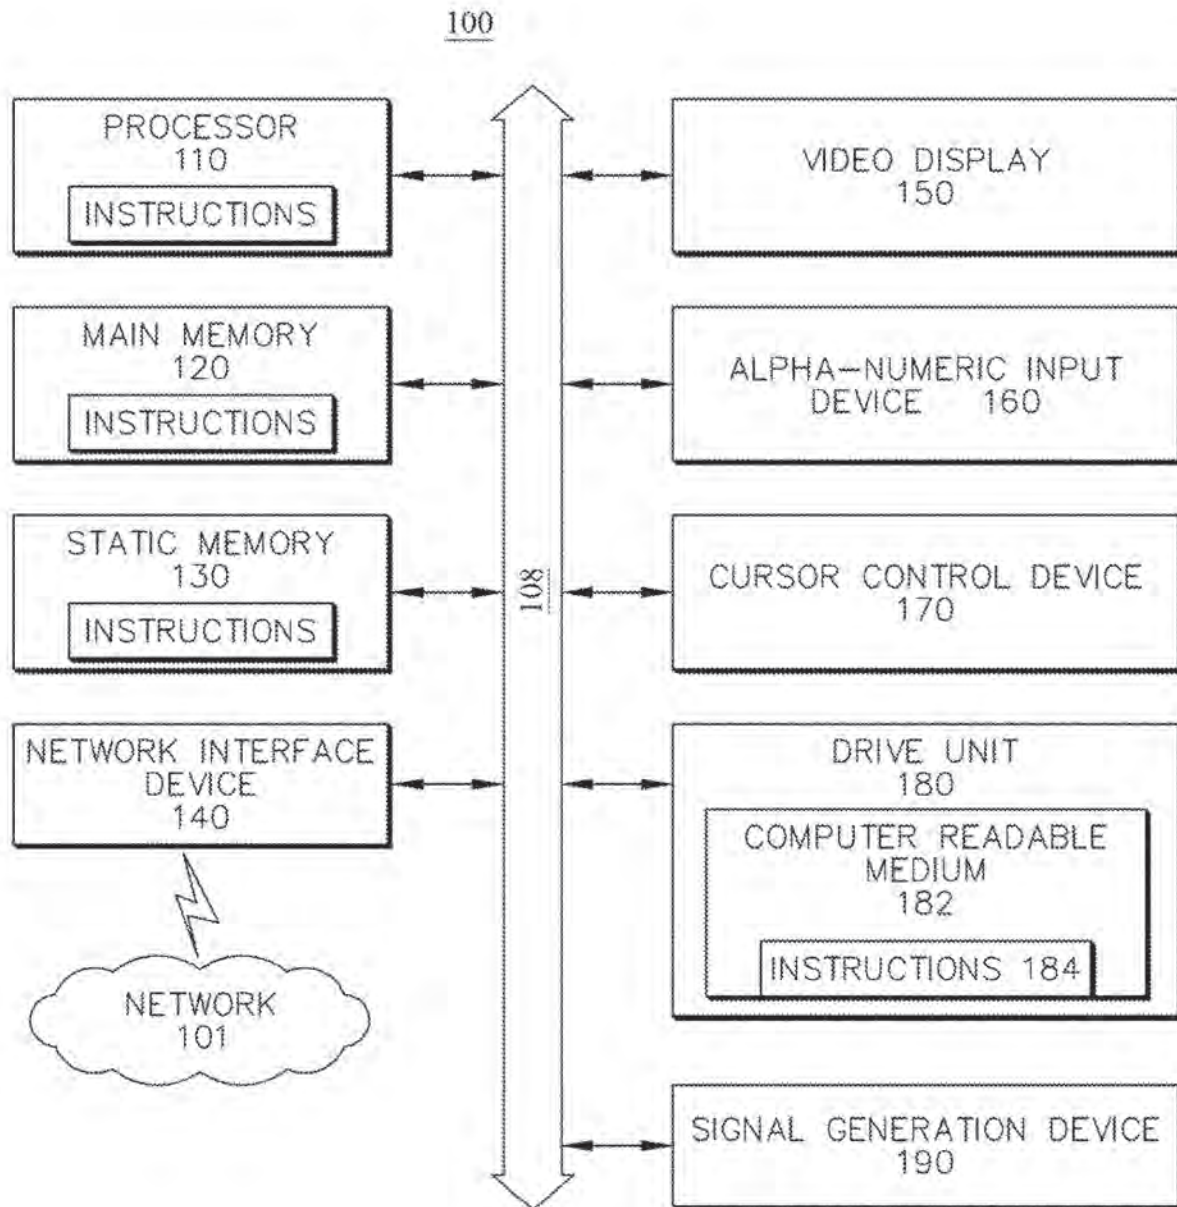 100
PROCESSOR
110
INSTRUCTIONS
MAIN MEMORY
120
INSTRUCTIONS
STATIC MEMORY
130
INSTRUCTIONS
NETWORK INTERFACE
DEVICE
140
NETWORK
101
108
VIDEO DISPLAY
150
ALPHA-NUMERIC INPUT
DEVICE 160
CURSOR CONTROL DEVICE
170
DRIVE UNIT
180
COMPUTER READABLE
MEDIUM
182
INSTRUCTIONS 184
SIGNAL GENERATION DEVICE
190